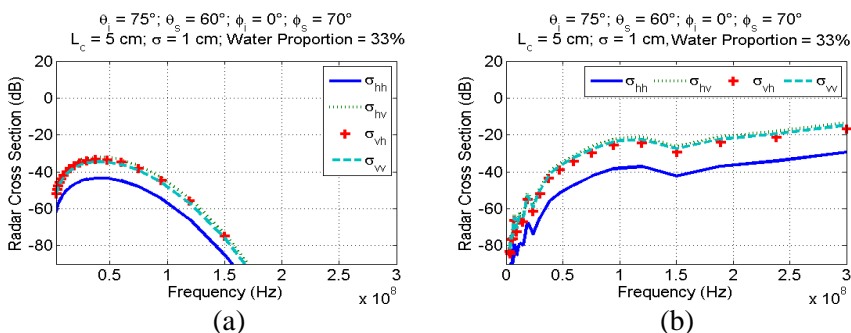 θi = 75°; θs = 60°; ϕi = 0°; ϕs = 70°
Lc = 5 cm; σ = 1 cm; Water Proportion = 33%
Radar Cross Section (dB)
20
0
-20
-40
-60
-80
σhh
σhv
σvh
σvv
0.5 1 1.5 2 2.5 3
Frequency (Hz)
x 10^8
(a)
θi = 75°; θs = 60°; ϕi = 0°; ϕs = 70°
Lc = 5 cm; σ = 1 cm, Water Proportion = 33%
Radar Cross Section (dB)
20
0
-20
-40
-60
-80
σhh σhv σvh σvv
0 0.5 1 1.5 2 2.5 3
Frequency (Hz)
x 10^8
(b)